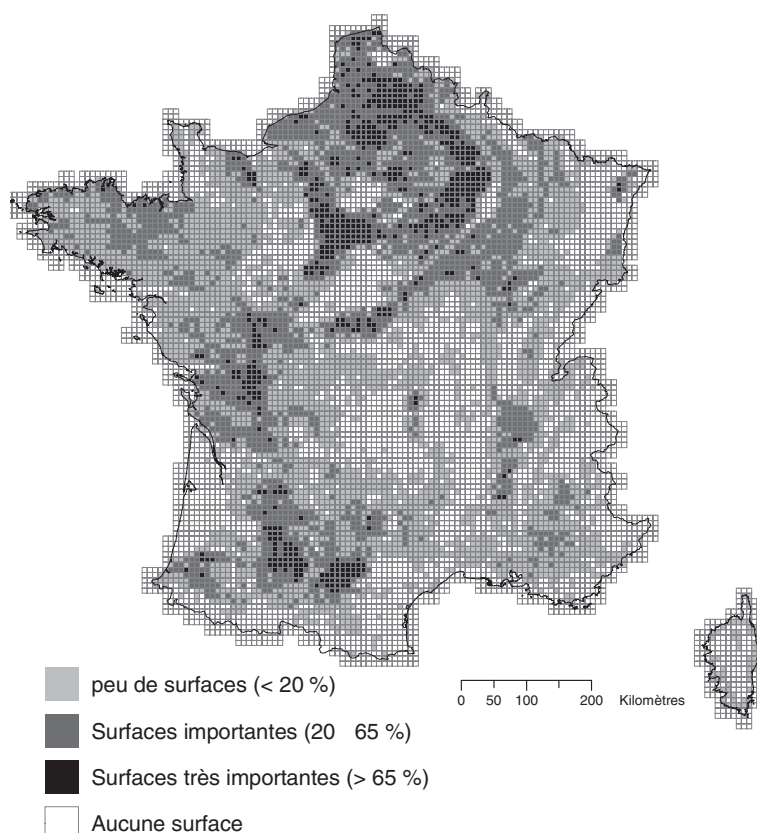 peu de surfaces (< 20 %)
0 50 100 200 Kilomètres
Surfaces importantes (20 65 %)
Surfaces très importantes (> 65 %)
Aucune surface